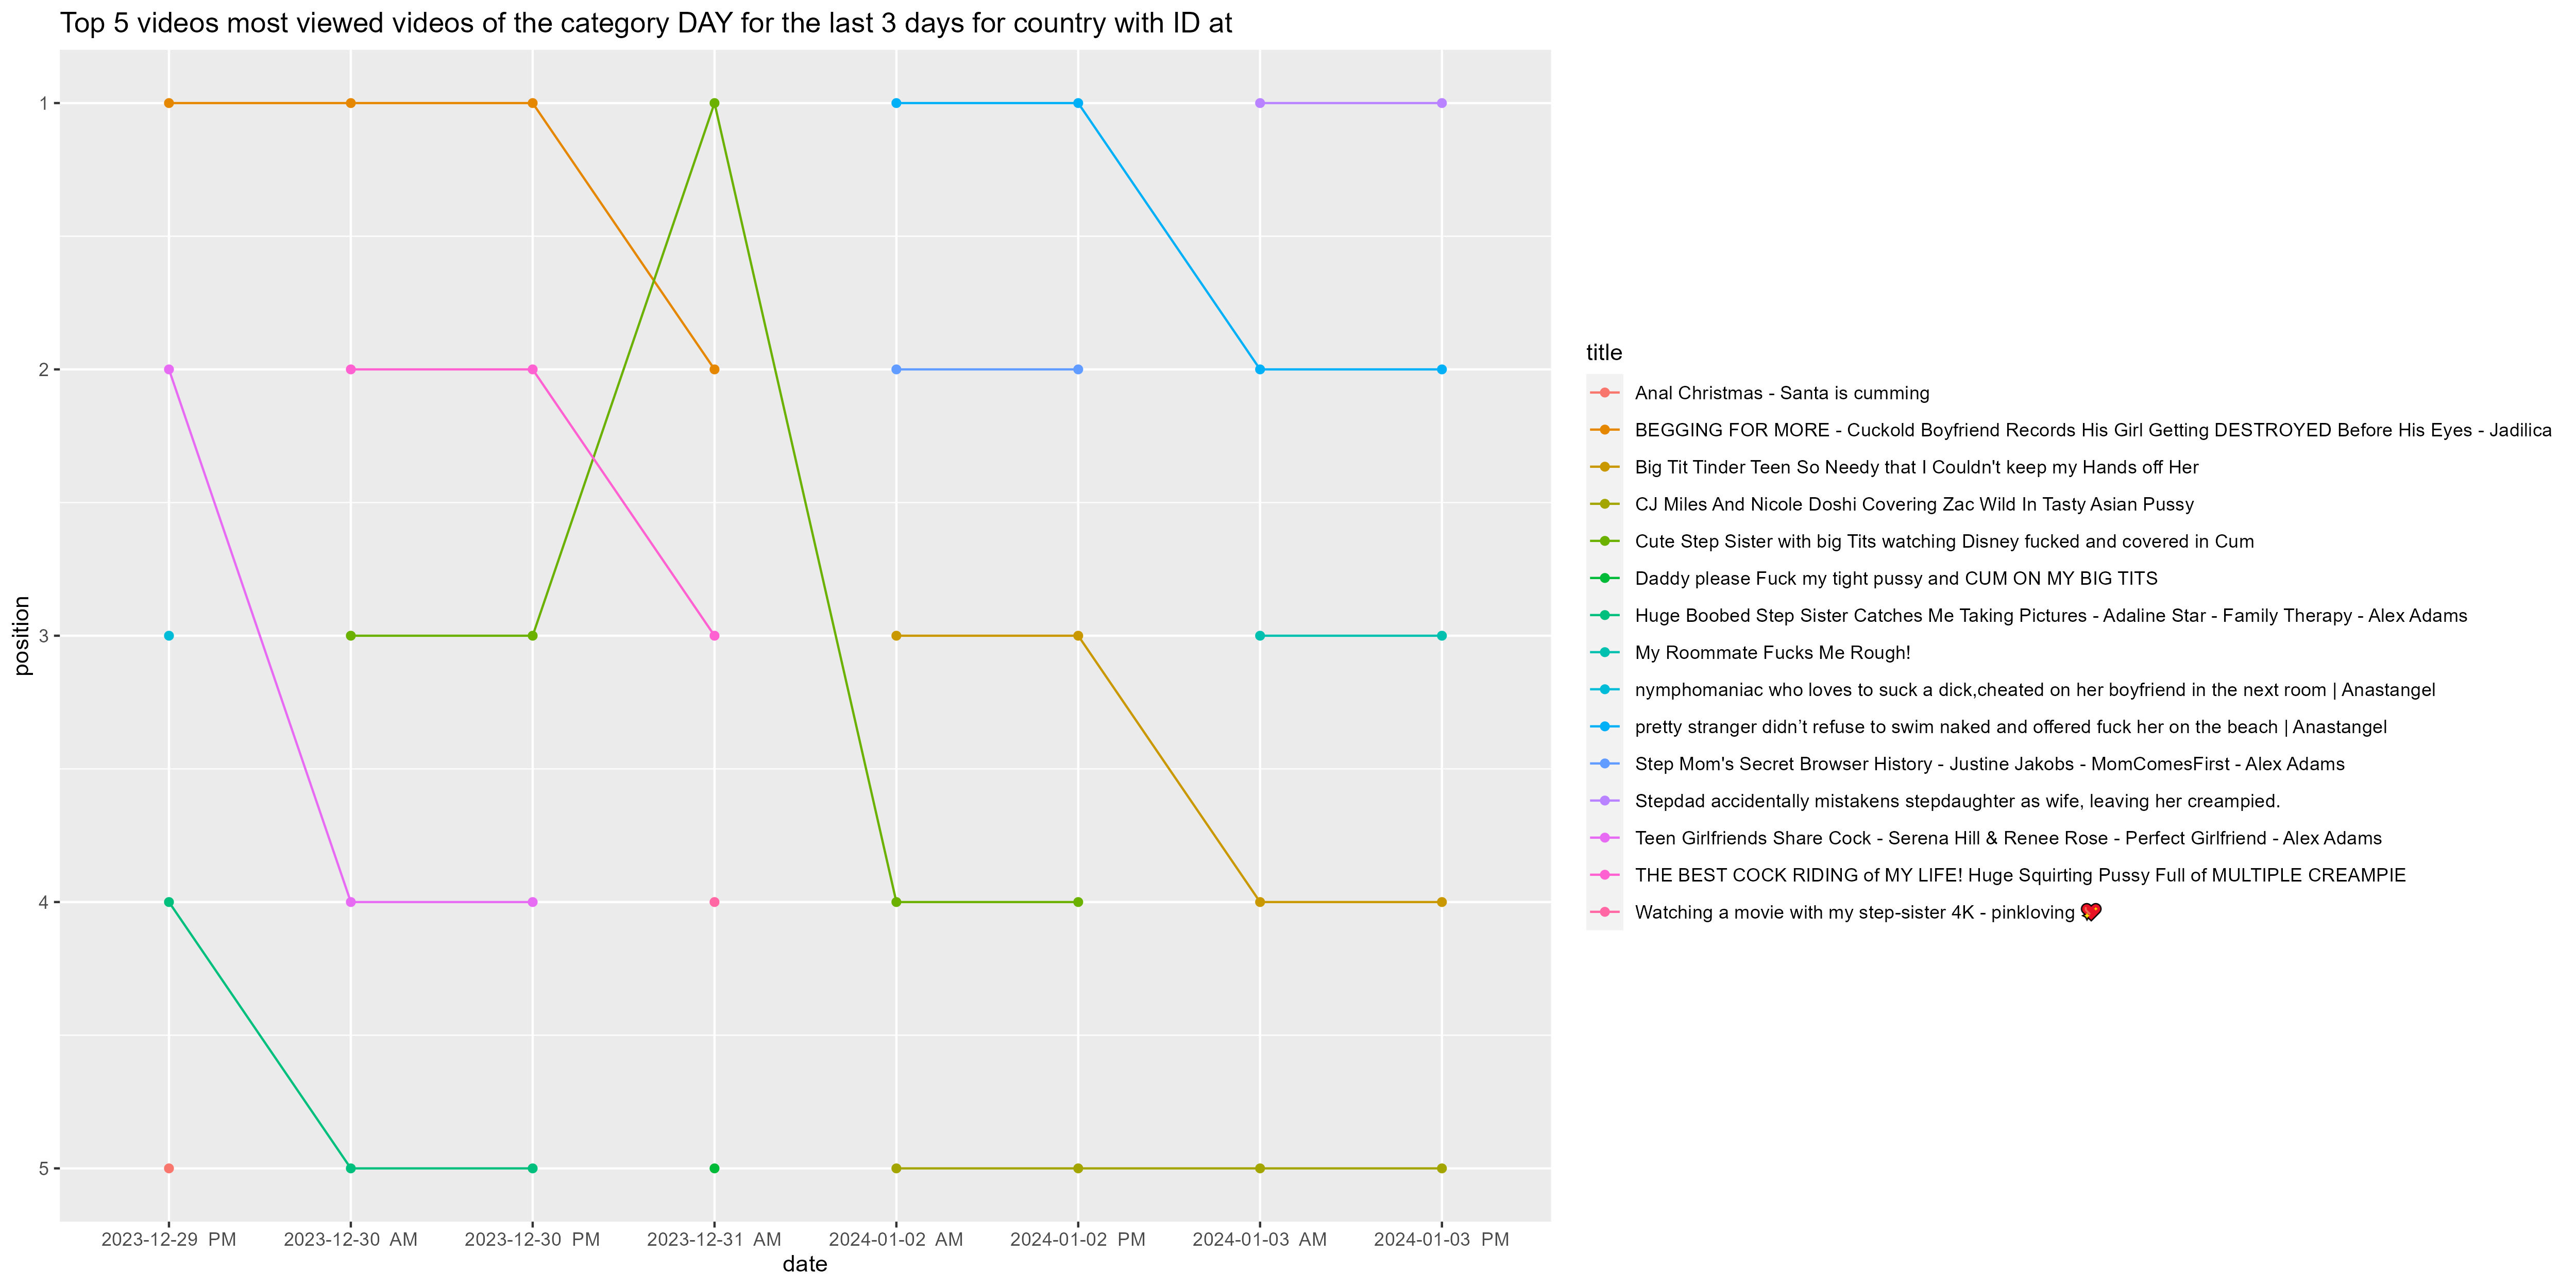 Top 5 videos most viewed videos of the category DAY for the last 3 days for country with ID at
position
1
2
3
4
5
2023-12-29 PM
2023-12-30 AM
2023-12-30 PM
2023-12-31 AM
2024-01-02 AM
2024-01-02 PM
2024-01-03 AM
2024-01-03 PM
date
title
Anal Christmas - Santa is cumming
BEGGING FOR MORE - Cuckold Boyfriend Records His Girl Getting DESTROYED Before His Eyes - Jadilica
Big Tit Tinder Teen So Needy that I Couldn't keep my Hands off Her
CJ Miles And Nicole Doshi Covering Zac Wild In Tasty Asian Pussy
Cute Step Sister with big Tits watching Disney fucked and covered in Cum
Daddy please Fuck my tight pussy and CUM ON MY BIG TITS
Huge Boobed Step Sister Catches Me Taking Pictures - Adaline Star - Family Therapy - Alex Adams
My Roommate Fucks Me Rough!
nymphomaniac who loves to suck a dick,cheated on her boyfriend in the next room | Anastangel
pretty stranger didn’t refuse to swim naked and offered fuck her on the beach | Anastangel
Step Mom's Secret Browser History - Justine Jakobs - MomComesFirst - Alex Adams
Stepdad accidentally mistakens stepdaughter as wife, leaving her creampied.
Teen Girlfriends Share Cock - Serena Hill & Renee Rose - Perfect Girlfriend - Alex Adams
THE BEST COCK RIDING of MY LIFE! Huge Squirting Pussy Full of MULTIPLE CREAMPIE
Watching a movie with my step-sister 4K - pinkloving 💖